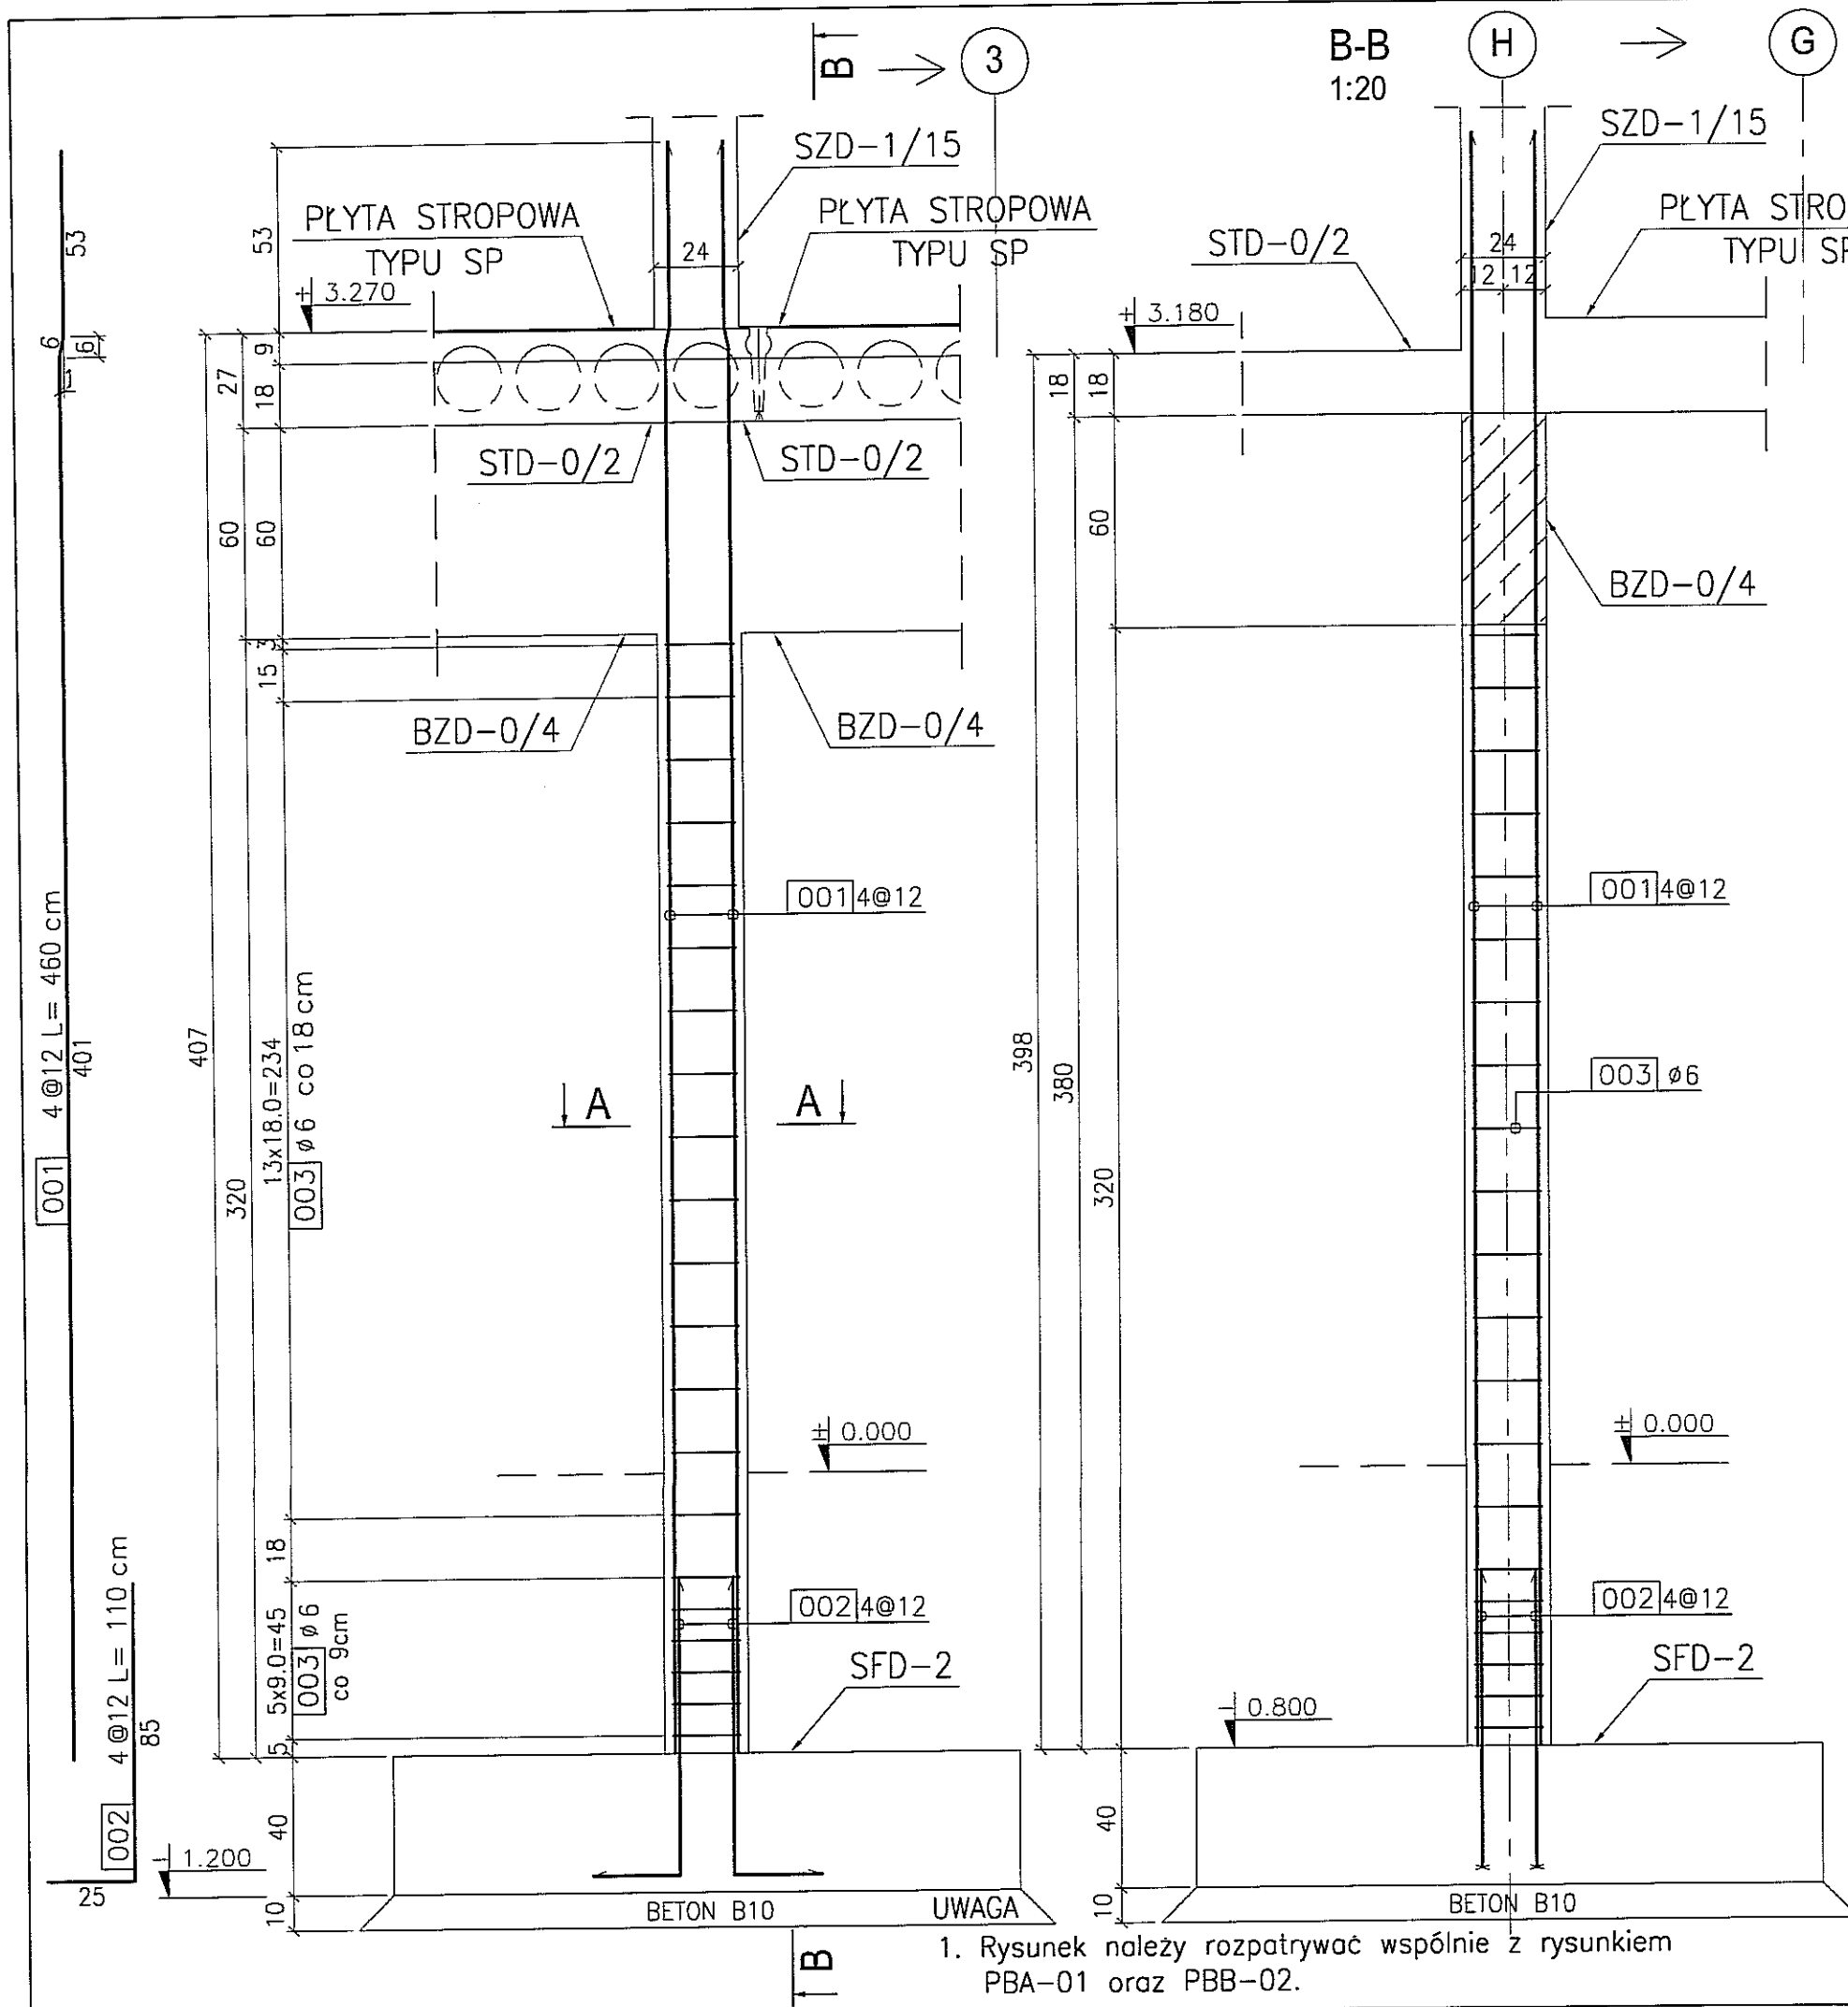 B
3
B-B
1:20
H
G
SZD-1/15
PŁYTA STROPOWA
TYPU SP
PŁYTA STROPOWA
TYPU SP
24
+ 3.270
53
53
6
6
1
9
18
27
STD-0/2
STD-0/2
60
60
3
15
BZD-0/4
BZD-0/4
001 4@12
001 4 @12 L= 460 cm
401
407
320
13x18.0=234
003 ø6 co 18cm
A
A
± 0.000
18
5x9.0=45
003 ø6
co 9cm
5
002 4@12
002 4 @12 L= 110 cm
85
25
SFD-2
40
10
- 1.200
BETON B10
B
SZD-1/15
PŁYTA STRO
TYPU SP
STD-0/2
24
12
12
+ 3.180
18
18
60
BZD-0/4
001 4@12
003 ø6
398
380
320
± 0.000
002 4@12
SFD-2
- 0.800
40
10
BETON B10
UWAGA
1. Rysunek należy rozpatrywać wspólnie z rysunkiem
PBA-01 oraz PBB-02.